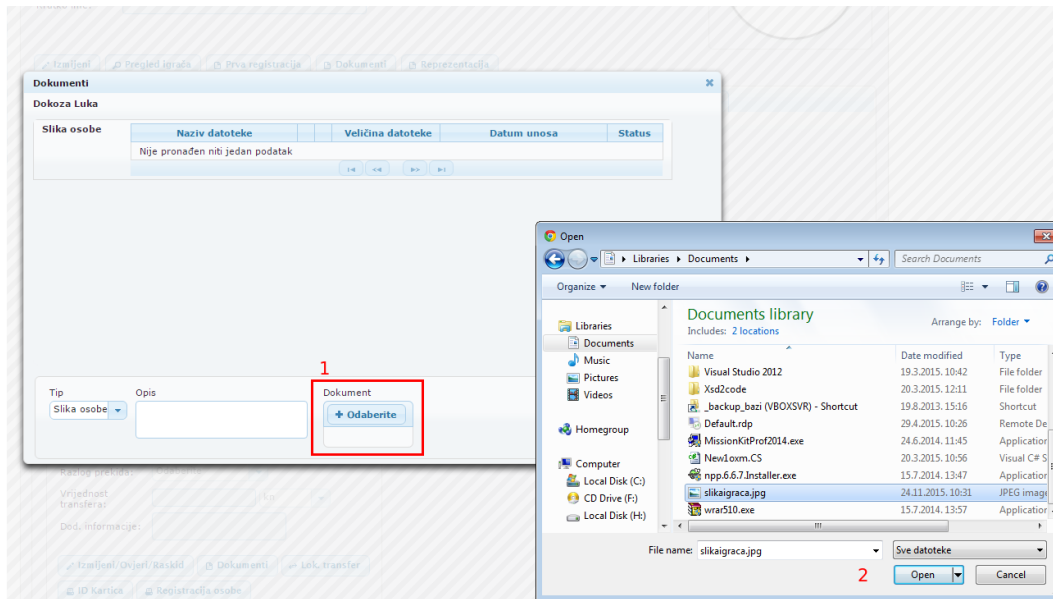 Izmijeni Pregled igrača Prva registracija Dokumenti Reprezentacija
Dokumenti
Dokoza Luka
Slika osobe
Naziv datoteke Veličina datoteke Datum unosa Status
Nije pronađen niti jedan podatak
1
Tip Opis Dokument
Slika osobe + Odaberite
Razlog prekida:
Vrijednost transfera: kn
Dod. informacije:
Izmijeni/Ovjeri/Raskid Dokumenti Lok. transfer
ID Kartica Registracija osobe
Open
Libraries Documents Search Documents
Organize New folder
Libraries
Documents
Music
Pictures
Videos
Homegroup
Computer
Local Disk (C:)
CD Drive (F:)
Local Disk (H:)
Documents library
Includes: 2 locations
Arrange by: Folder
Name Date modified Type
Visual Studio 2012 19.3.2015. 10:42 File folder
Xsd2code 20.3.2015. 12:11 File folder
_backup_bazi (VBOXSVR) - Shortcut 19.8.2013. 15:16 Shortcut
Default.rdp 29.4.2015. 10:26 Remote De
MissionKitProf2014.exe 24.6.2014. 11:45 Application
New1oxm.CS 20.3.2015. 10:56 Visual C# S
npp.6.6.7.Installer.exe 15.7.2014. 13:47 Application
slikaigraca.jpg 24.11.2015. 10:31 JPEG image
wrar510.exe 15.7.2014. 13:57 Application
File name: slikaigraca.jpg Sve datoteke
2 Open Cancel